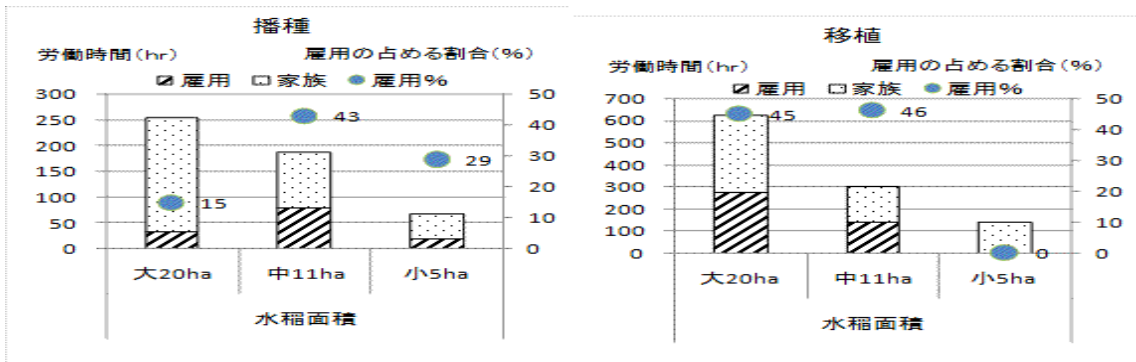 播種
労働時間(hr) 雇用の占める割合(%)
雇用 家族 雇用%
300 50
250 40
200 30
150 20
100 10
50 0
0
43
29
15
大20ha 中11ha 小5ha
水稲面積
移植
労働時間(hr) 雇用の占める割合(%)
雇用 家族 雇用%
700 50
600 40
500 30
400 20
300 10
200 0
100
0
45 46
0
大20ha 中11ha 小5ha
水稲面積